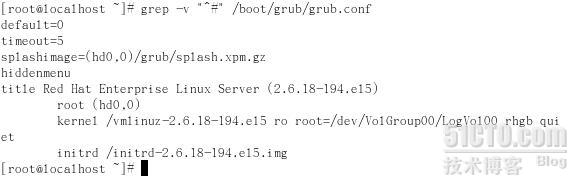 [root@localhost ~]# grep -v "^#" /boot/grub/grub.conf
default=0
timeout=5
splashimage=(hd0,0)/grub/splash.xpm.gz
hiddenmenu
title Red Hat Enterprise Linux Server (2.6.18-194.el5)
        root (hd0,0)
        kernel /vmlinuz-2.6.18-194.el5 ro root=/dev/VolGroup00/LogVol00 rhgb qui
et
        initrd /initrd-2.6.18-194.el5.img
[root@localhost ~]#
51CTO.com
技术博客 Blog